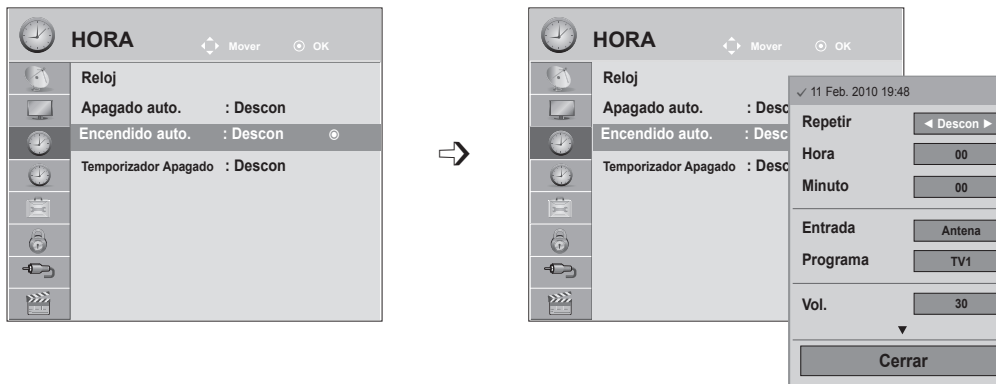 HORA Mover OK
Reloj
Apagado auto. : Descon
Encendido auto. : Descon
Temporizador Apagado : Descon
HORA Mover OK
Reloj
Apagado auto. : Desc
Encendido auto. : Desc
Temporizador Apagado : Desc
✓ 11 Feb. 2010 19:48
Repetir ◄ Descon ►
Hora 00
Minuto 00
Entrada Antena
Programa TV1
Vol. 30
▼
Cerrar